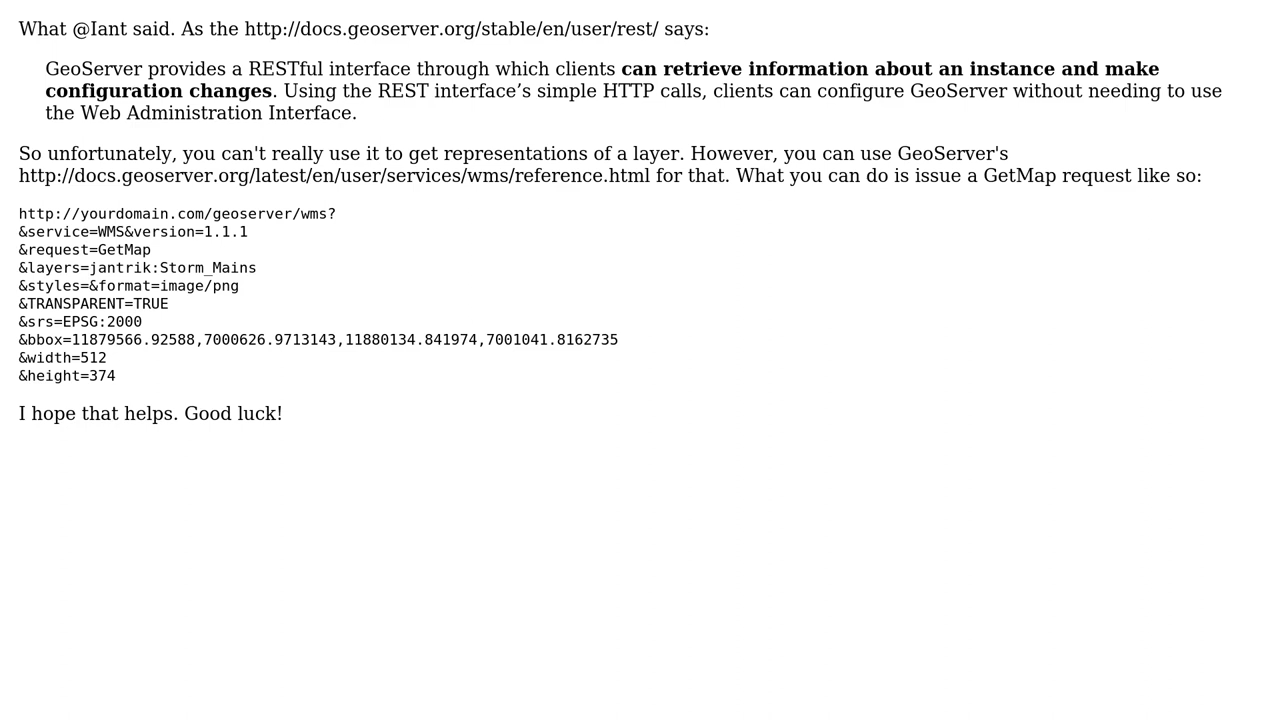 What @Iant said. As the http://docs.geoserver.org/stable/en/user/rest/ says:
GeoServer provides a RESTful interface through which clients can retrieve information about an instance and make
configuration changes. Using the REST interface’s simple HTTP calls, clients can configure GeoServer without needing to use
the Web Administration Interface.
So unfortunately, you can't really use it to get representations of a layer. However, you can use GeoServer's
http://docs.geoserver.org/latest/en/user/services/wms/reference.html for that. What you can do is issue a GetMap request like so:
http://yourdomain.com/geoserver/wms?
&service=WMS&version=1.1.1
&request=GetMap
&layers=jantrik:Storm_Mains
&styles=&format=image/png
&TRANSPARENT=TRUE
&srs=EPSG:2000
&bbox=11879566.92588,7000626.9713143,11880134.841974,7001041.8162735
&width=512
&height=374
I hope that helps. Good luck!